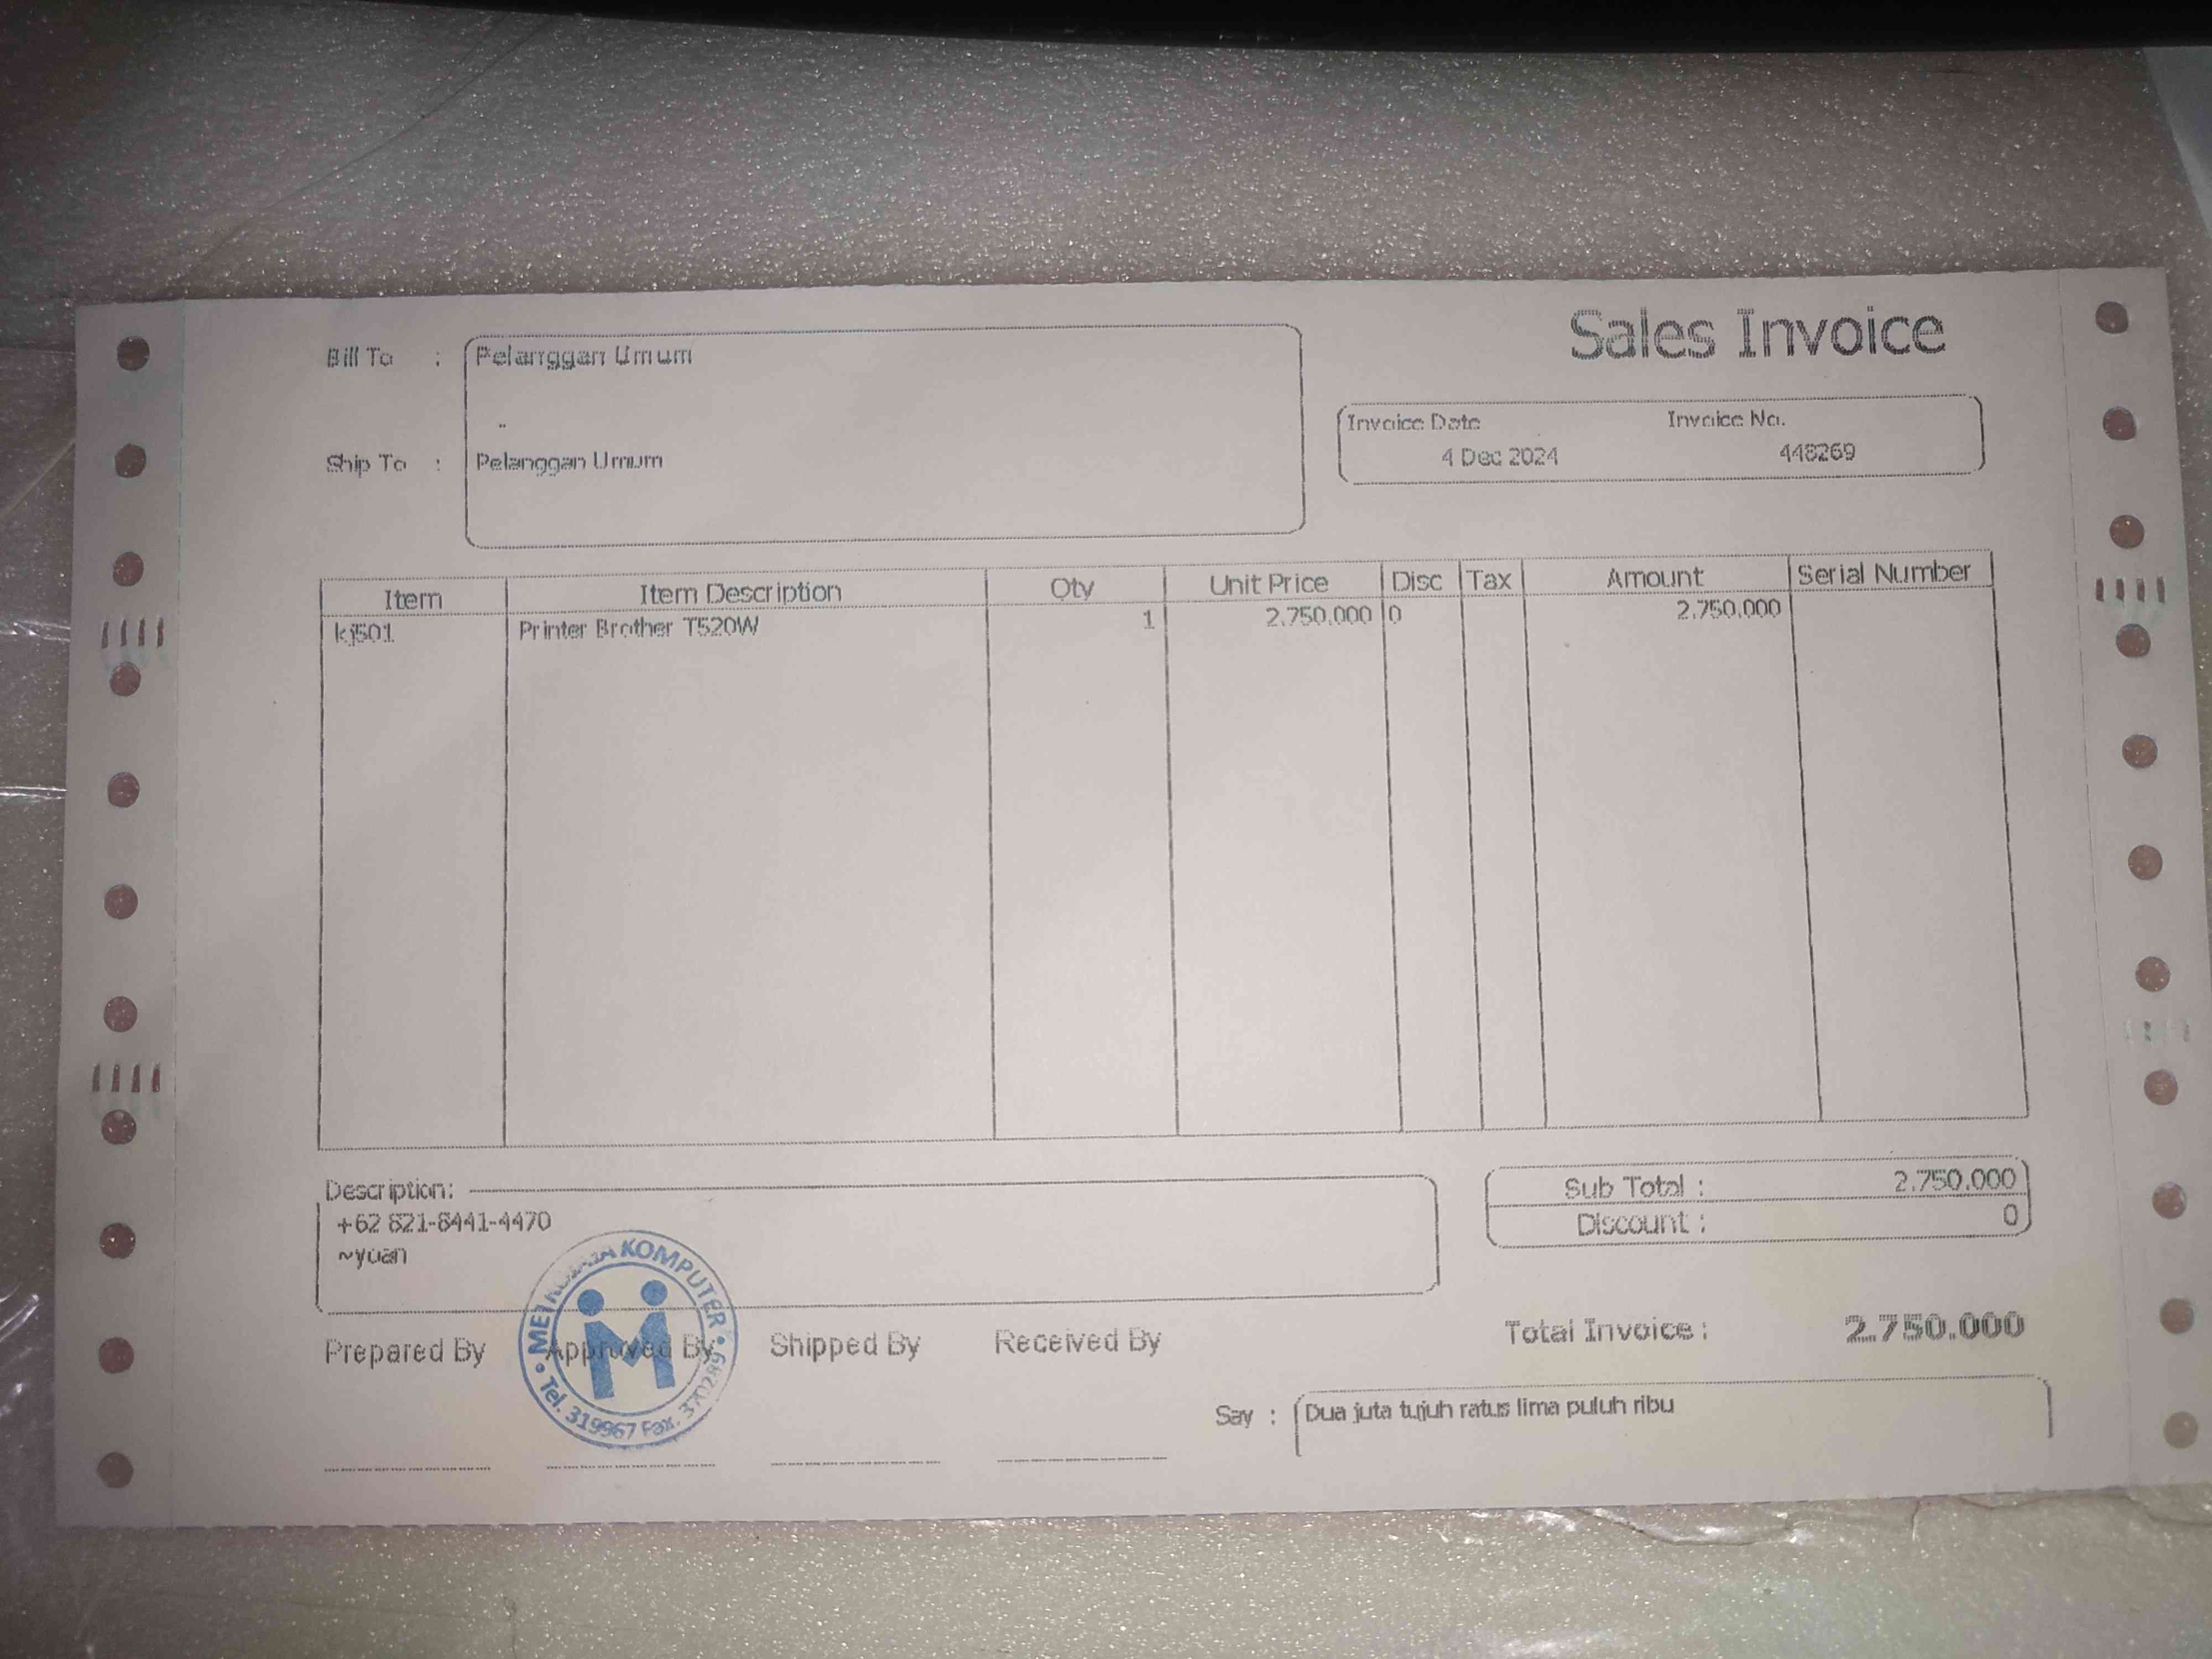 Sales Invoice
Bill To : Pelanggan Umum
Ship To : Pelanggan Umum
Invoice Date Invoice No.
4 Dec 2024 448269
Item Item Description Qty Unit Price Disc Tax Amount Serial Number
kj501 Printer Brother T520W 1 2.750.000 0 2.750.000
Description:
+62 821-8441-4470
~yuan
Sub Total : 2.750.000
Discount : 0
Total Invoice : 2.750.000
Say : Dua juta tujuh ratus lima puluh ribu
Prepared By Approved By Shipped By Received By
KOMPUTER
Tel. 319967 Fax. 370289